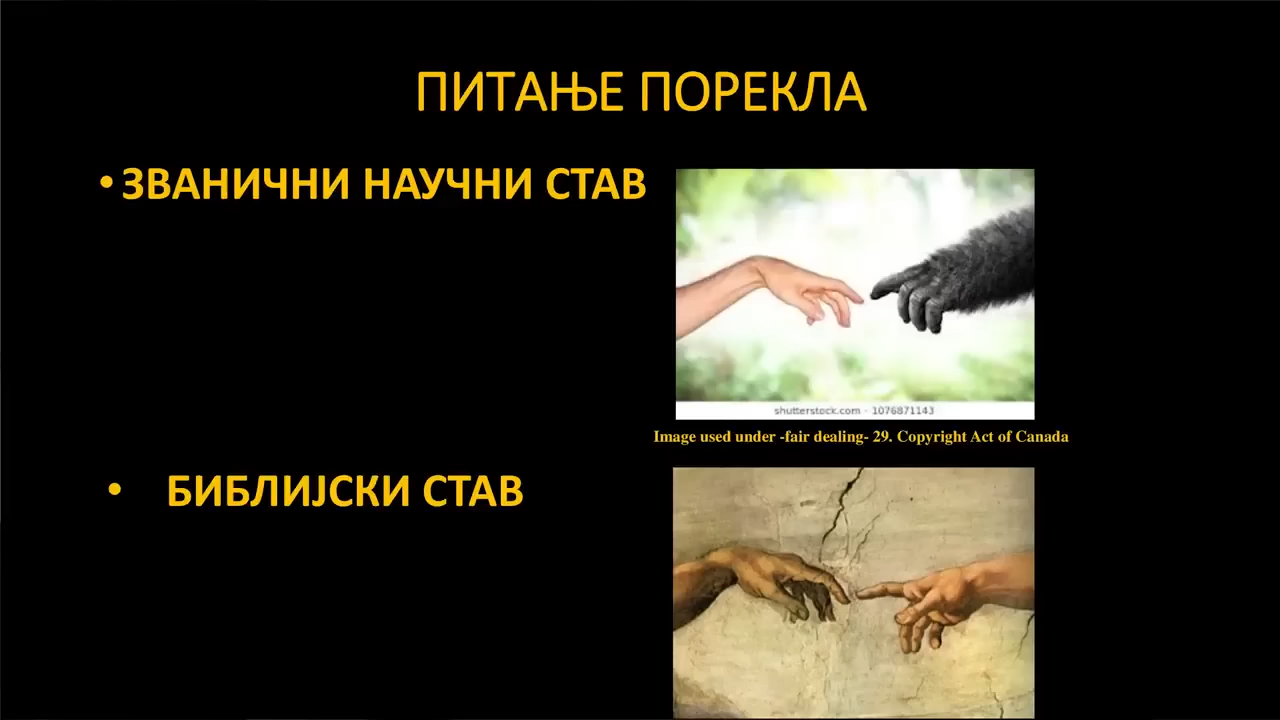 ПИТАЊЕ ПОРЕКЛА
• ЗВАНИЧНИ НАУЧНИ СТАВ
shutterstock.com · 1076871143
Image used under -fair dealing- 29. Copyright Act of Canada
• БИБЛИЈСКИ СТАВ